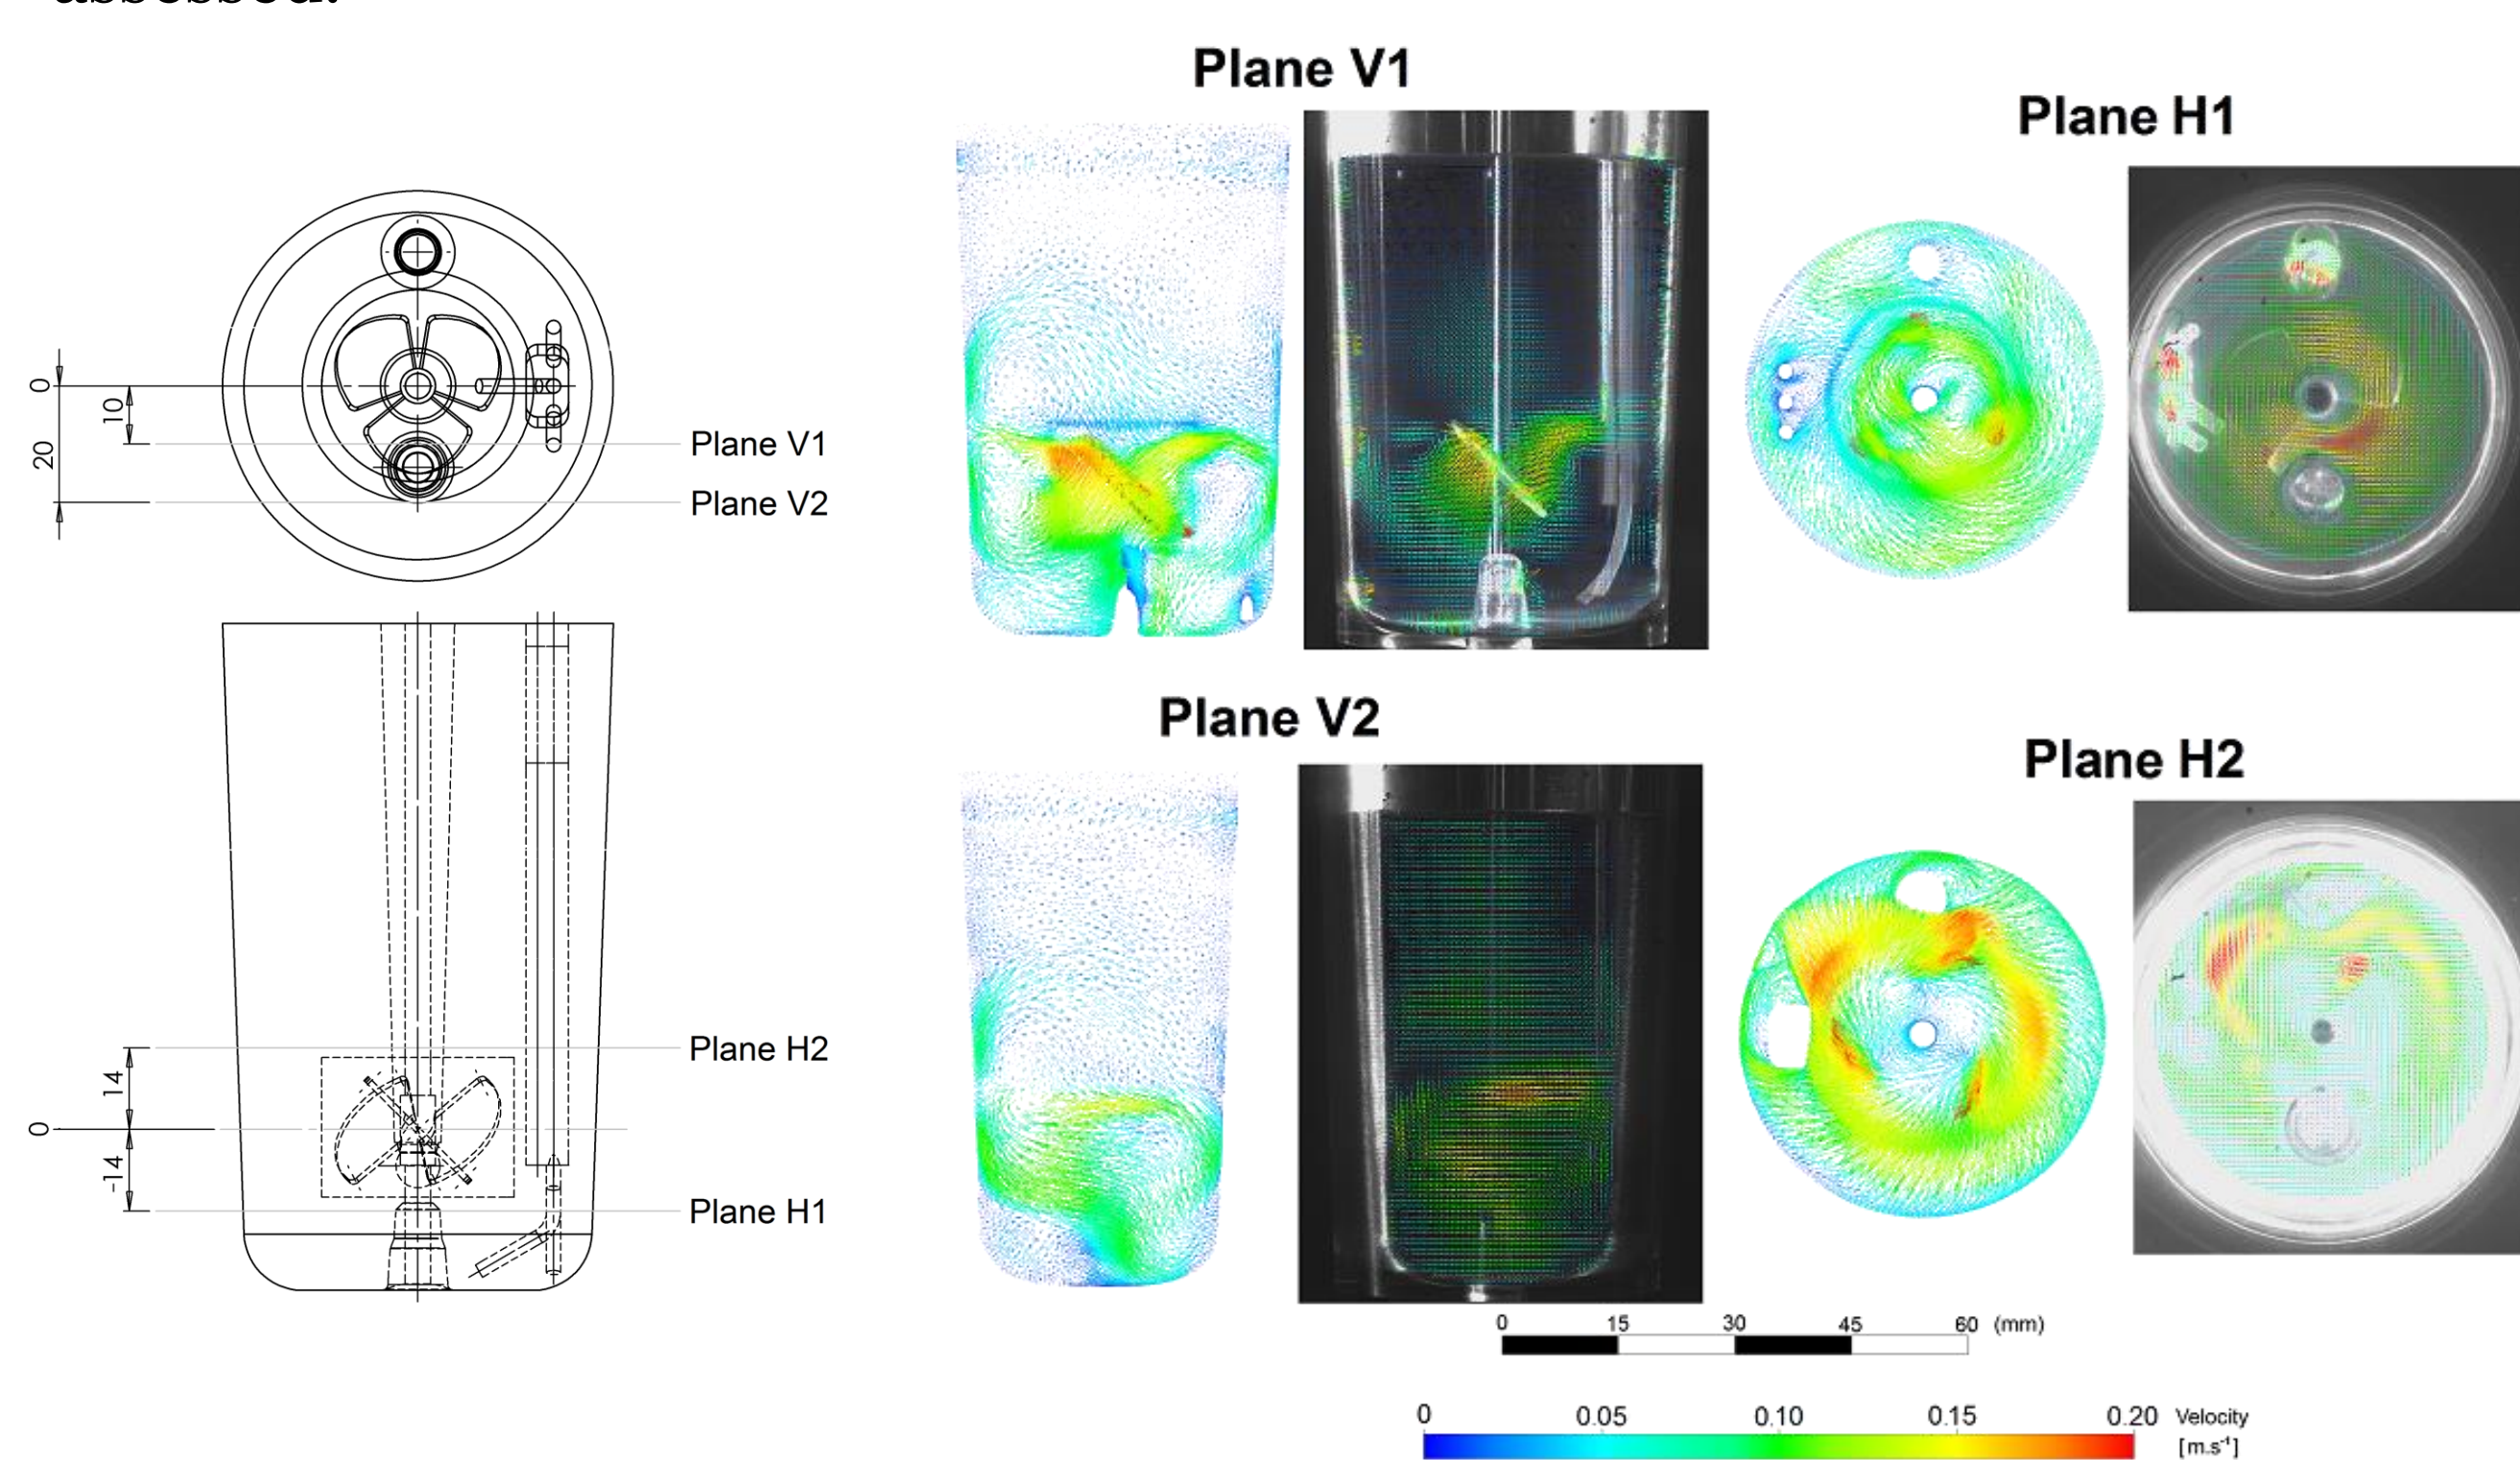 Plane V1
Plane H1
0
10
20
Plane V1
Plane V2
Plane V2
Plane H2
Plane H2
14
0
-14
Plane H1
0 15 30 45 60 (mm)
0 0.05 0.10 0.15 0.20 Velocity
[m.s⁻¹]